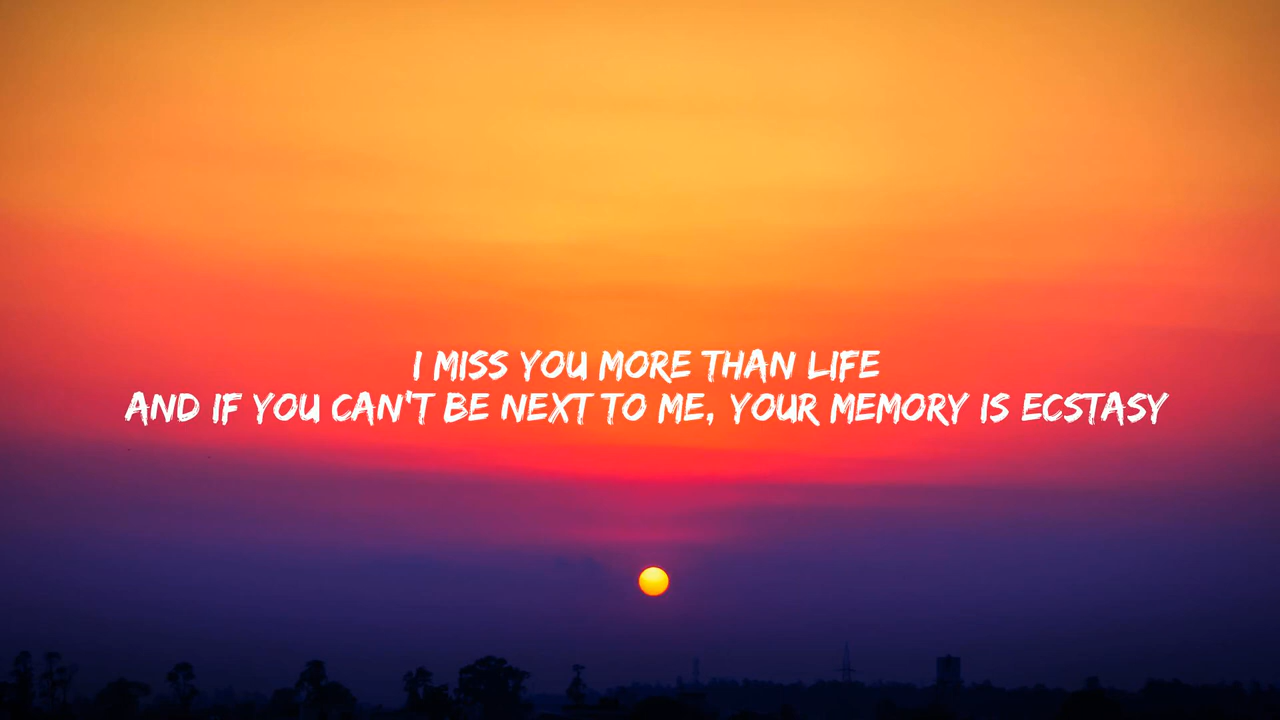 I MISS YOU MORE THAN LIFE
AND IF YOU CAN'T BE NEXT TO ME, YOUR MEMORY IS ECSTASY